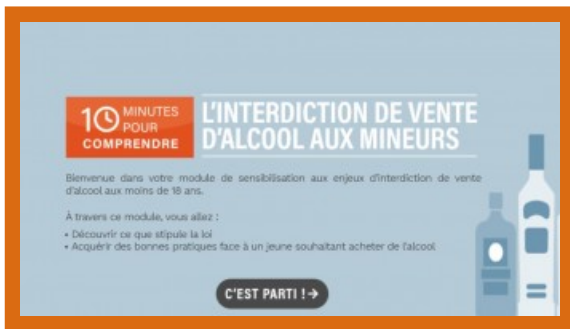 10 MINUTES
POUR
COMPRENDRE
L'INTERDICTION DE VENTE
D'ALCOOL AUX MINEURS
Bienvenue dans votre module de sensibilisation aux enjeux d'interdiction de vente
d'alcool aux moins de 18 ans.
À travers ce module, vous allez :
• Découvrir ce que stipule la loi
• Acquérir des bonnes pratiques face à un jeune souhaitant acheter de l'alcool
C'EST PARTI ! →